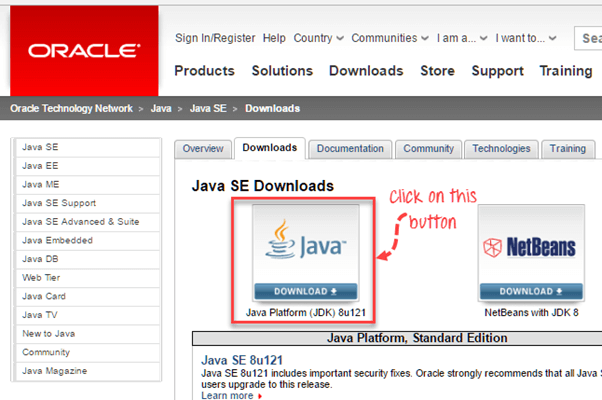 ORACLE
Sign In/Register Help Country Communities I am a... I want to... Sea
Products Solutions Downloads Store Support Training
Oracle Technology Network > Java > Java SE > Downloads
Java SE
Java EE
Java ME
Java SE Support
Java SE Advanced & Suite
Java Embedded
Java DB
Web Tier
Java Card
Java TV
New to Java
Community
Java Magazine
Overview Downloads Documentation Community Technologies Training
Java SE Downloads
Click on this
button
Java™
DOWNLOAD
Java Platform (JDK) 8u121
NetBeans
DOWNLOAD
NetBeans with JDK 8
Java Platform, Standard Edition
Java SE 8u121
Java SE 8u121 includes important security fixes. Oracle strongly recommends that all Java S
users upgrade to this release.
Learn more